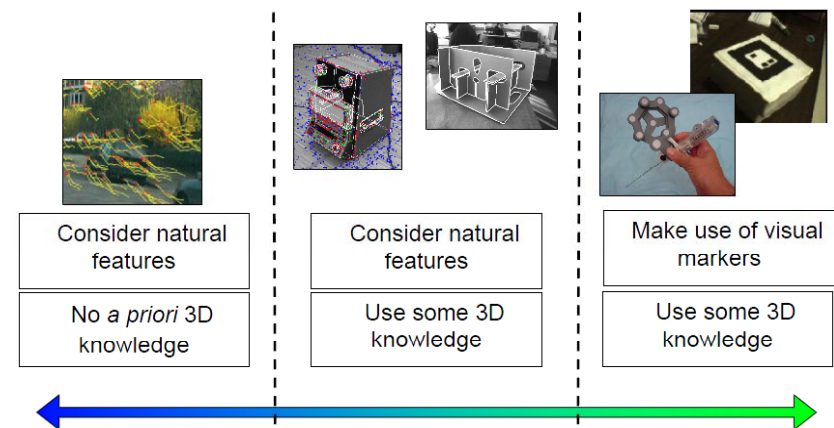 Consider natural
features
No a priori 3D
knowledge
Consider natural
features
Use some 3D
knowledge
Make use of visual
markers
Use some 3D
knowledge